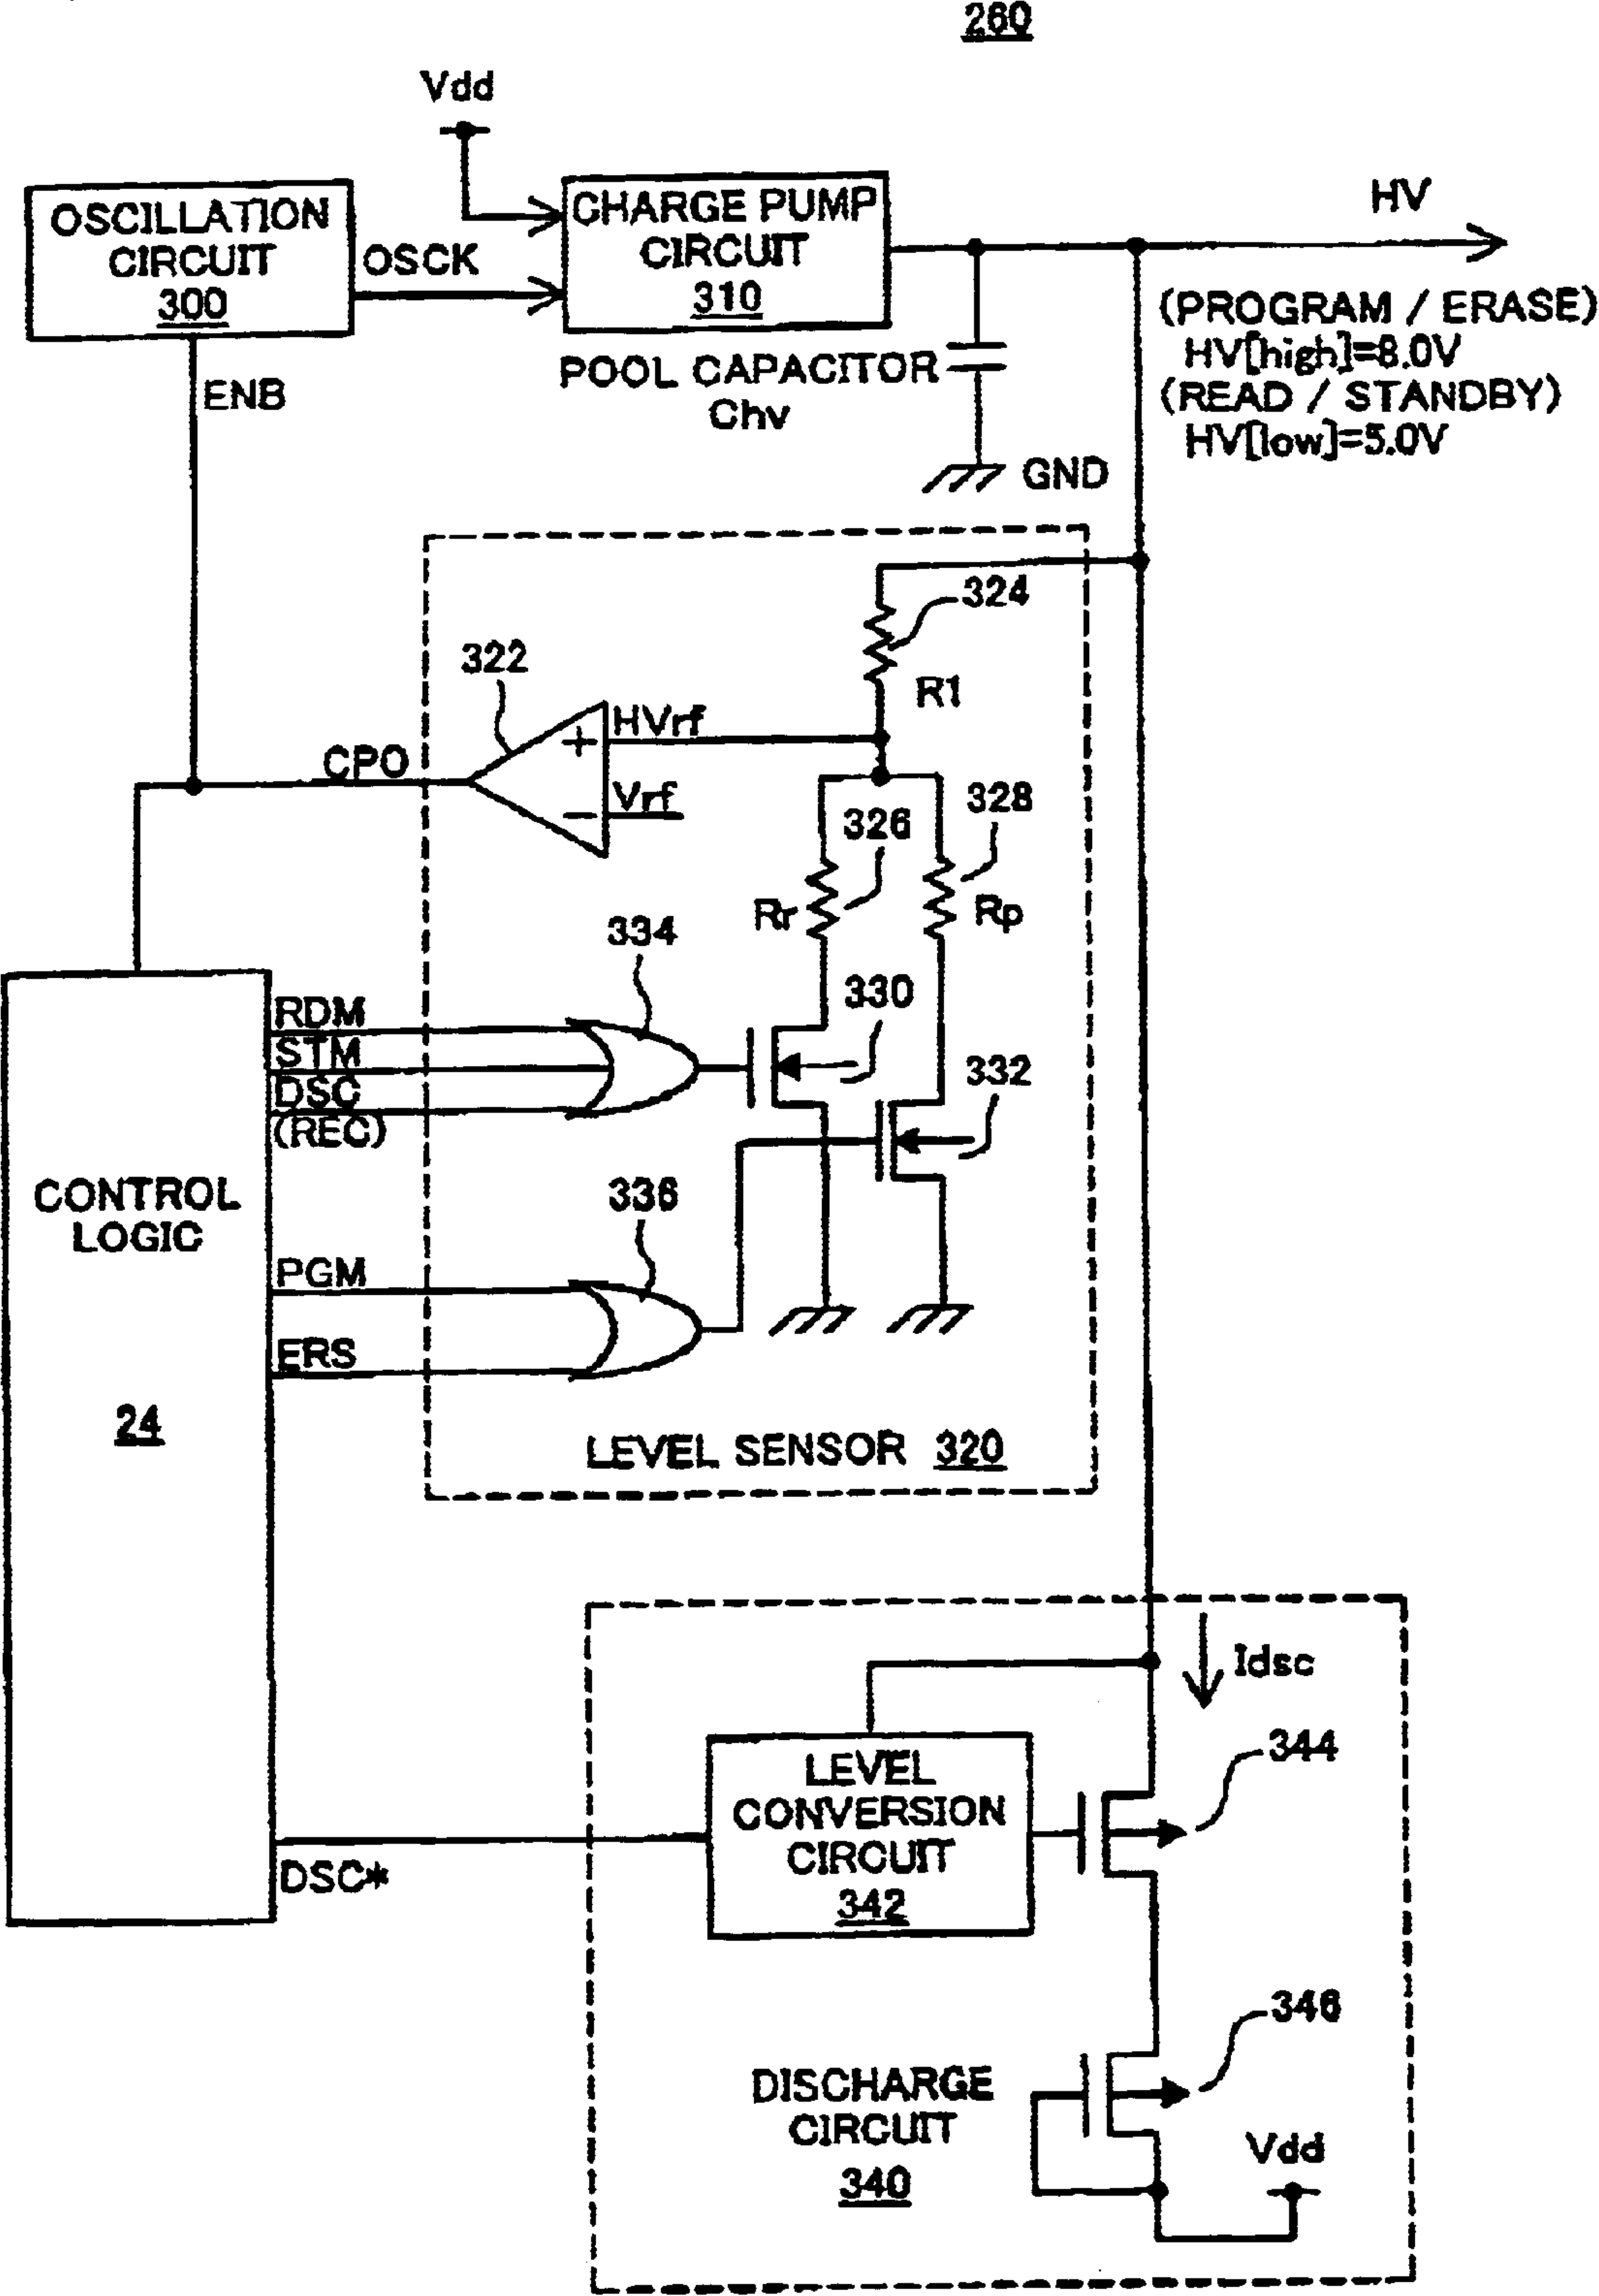 260
Vdd
OSCILLATION
CIRCUIT
300
OSCK
CHARGE PUMP
CIRCUIT
310
HV
(PROGRAM / ERASE)
HV[high]=8.0V
(READ / STANDBY)
HV[low]=5.0V
ENB
POOL CAPACITOR
Chv
GND
324
R1
322
HVrf
+
CPO
Vrf
−
326
328
Rr
Rp
334
330
RDM
STM
DSC
(REC)
332
CONTROL
LOGIC
24
336
PGM
ERS
LEVEL SENSOR 320
Idsc
344
LEVEL
CONVERSION
CIRCUIT
342
DSC*
346
DISCHARGE
CIRCUIT
340
Vdd